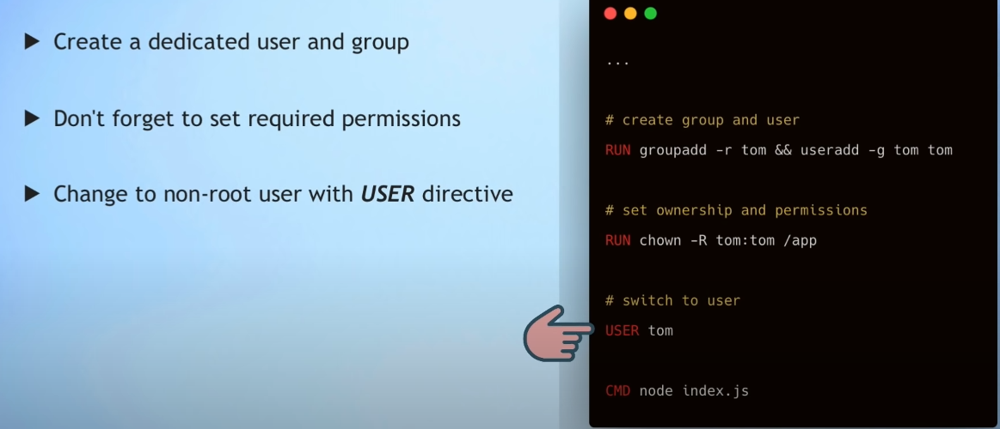 ▶ Create a dedicated user and group
▶ Don't forget to set required permissions
▶ Change to non-root user with USER directive
...
# create group and user
RUN groupadd -r tom && useradd -g tom tom
# set ownership and permissions
RUN chown -R tom:tom /app
# switch to user
USER tom
CMD node index.js